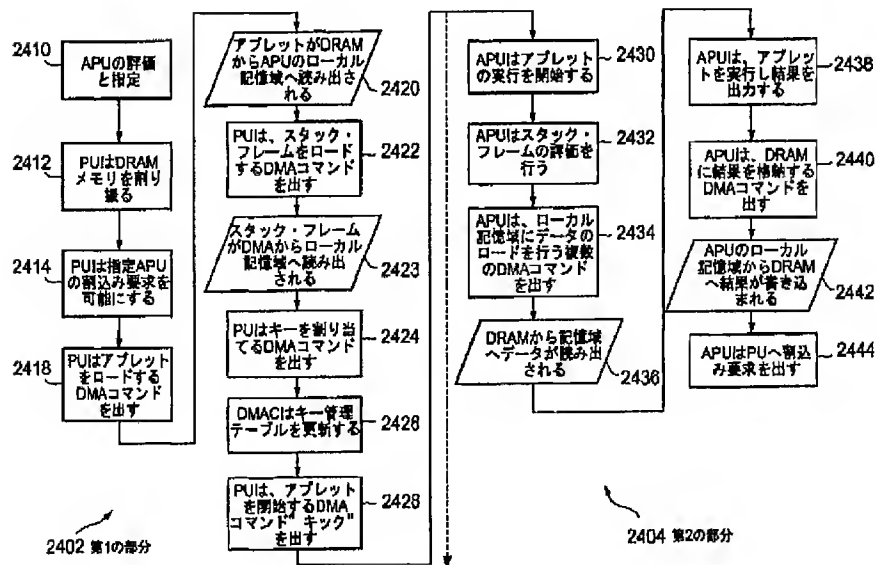 2410
APUの評価
と指定
2412
PUはDRAM
メモリを割り
振る
2414
PUは指定APU
の割込み要求を
可能にする
2418
PUはアプレット
をロードする
DMAコマンド
を出す
アプレットがDRAM
からAPUのローカル
記憶域へ読み出さ
れる
2420
PUは、スタック・
フレームをロード
するDMAコマンド
を出す
2422
スタック・フレーム
がDMAからローカル
記憶域へ読み出
される
2423
PUはキーを割り当
てるDMAコマンド
を出す
2424
DMACはキー管理
テーブルを更新する
2426
PUは、アプレット
を開始するDMA
コマンド"キック"
を出す
2428
2402 第1の部分
APUはアプレット
の実行を開始する
2430
APUはスタック・
フレームの評価を
行う
2432
APUは、ローカル
記憶域にデータの
ロードを行う複数
のDMAコマンド
を出す
2434
DRAMから記憶域
へデータが読み出
される
2436
APUは、アプレッ
トを実行し結果を
出力する
2438
APUは、DRAM
に結果を格納する
DMAコマンドを
出す
2440
APUのローカル
記憶域からDRAM
へ結果が書き込
まれる
2442
APUはPUへ割込
み要求を出す
2444
2404 第2の部分